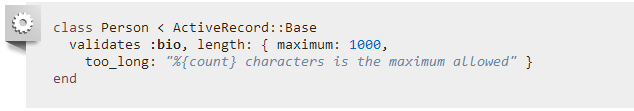 class Person < ActiveRecord::Base
  validates :bio, length: { maximum: 1000,
    too_long: "%{count} characters is the maximum allowed" }
end